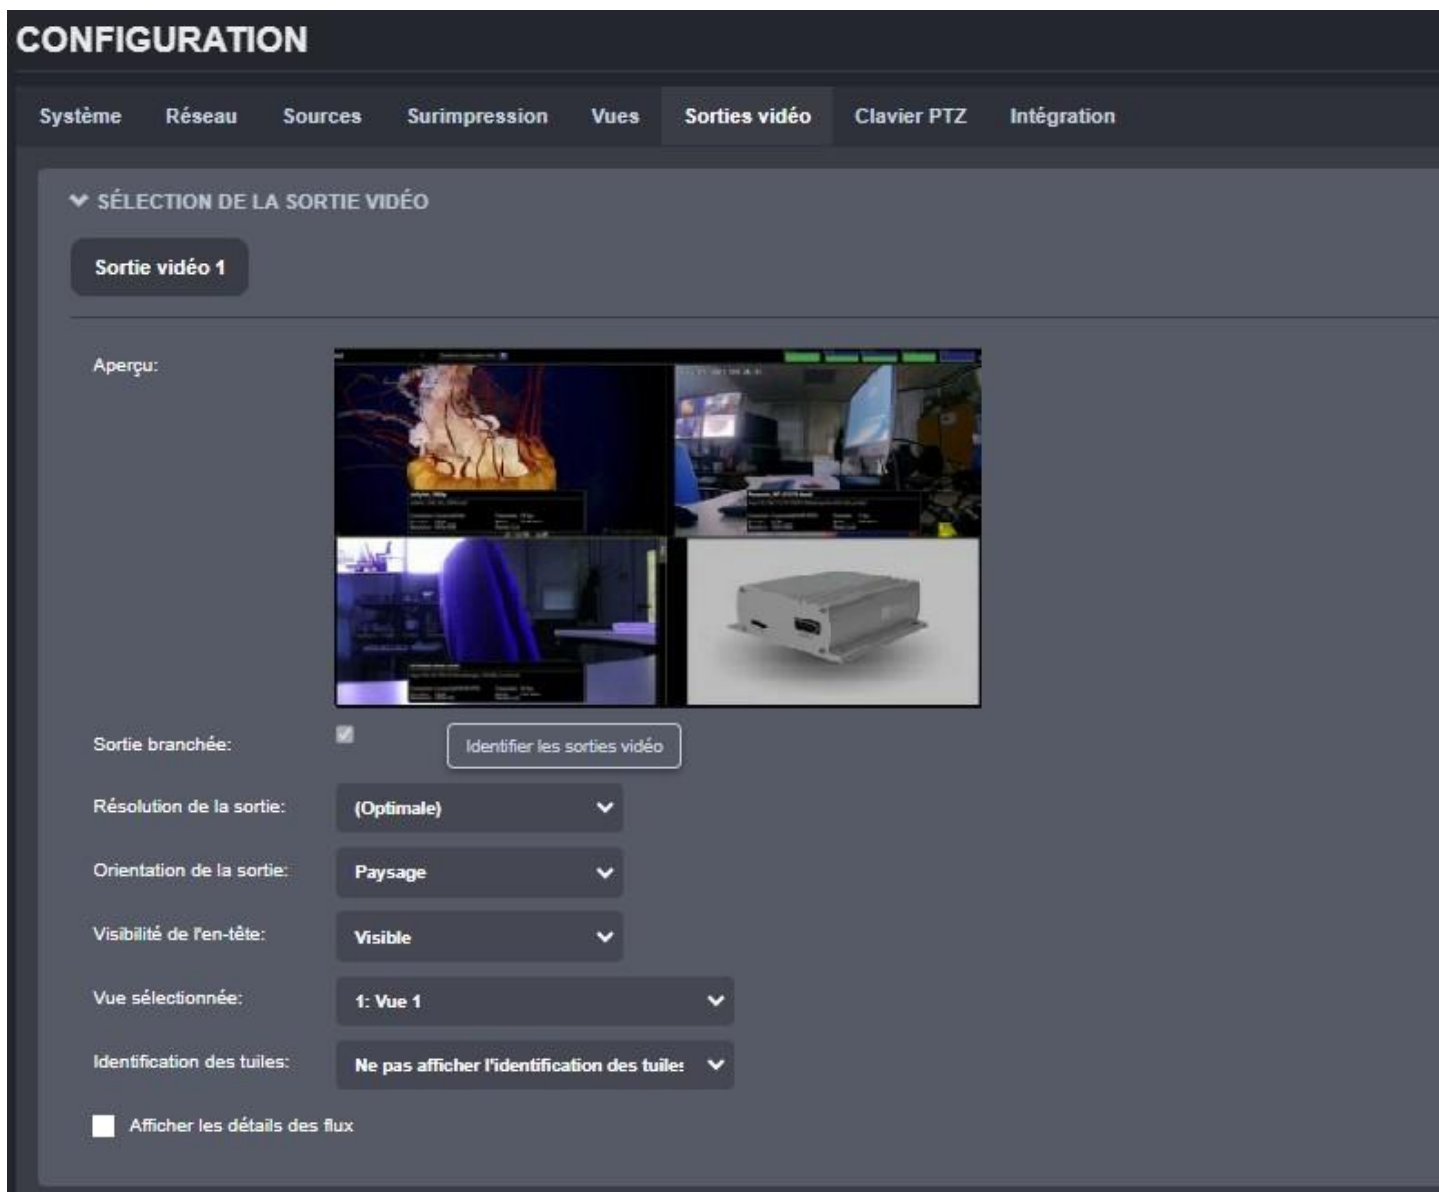 CONFIGURATION
Système Réseau Sources Surimpression Vues Sorties vidéo Clavier PTZ Intégration
SÉLECTION DE LA SORTIE VIDÉO
Sortie vidéo 1
Aperçu:
Sortie branchée: Identifier les sorties vidéo
Résolution de la sortie: (Optimale)
Orientation de la sortie: Paysage
Visibilité de l'en-tête: Visible
Vue sélectionnée: 1: Vue 1
Identification des tuiles: Ne pas afficher l'identification des tuile
Afficher les détails des flux